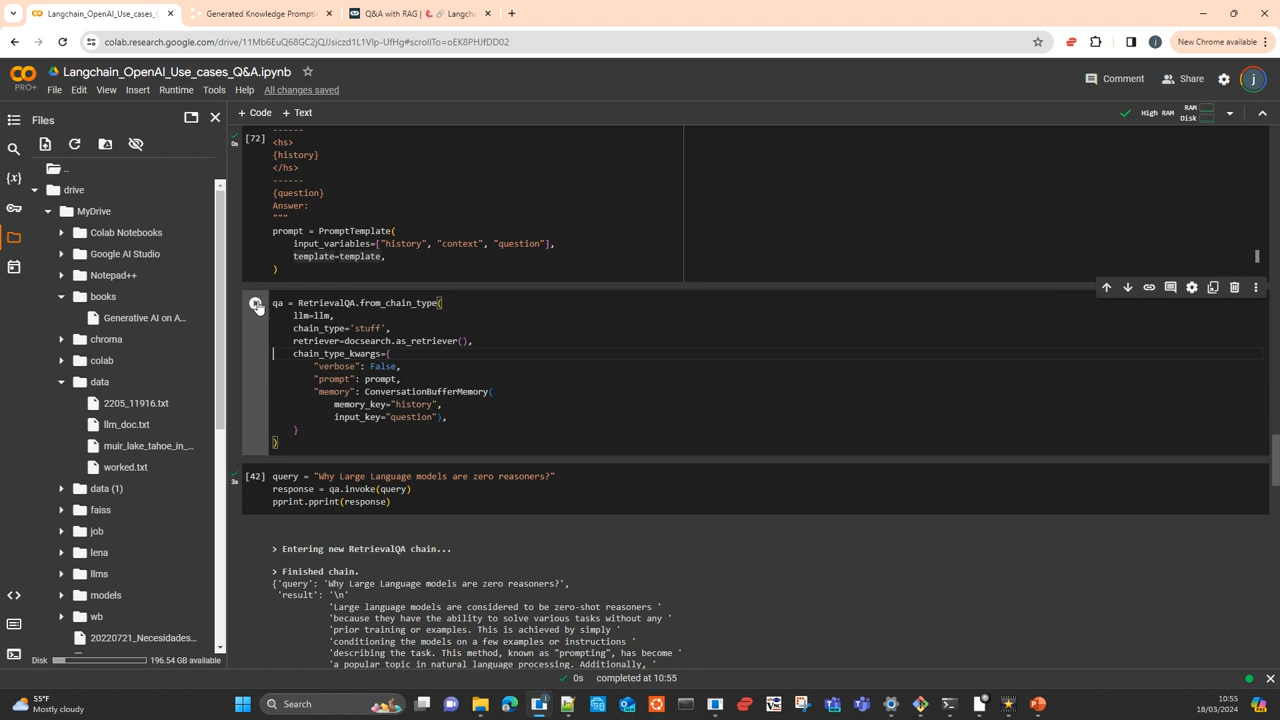 Langchain_OpenAI_Use_cases_
Generated Knowledge Prompti
Q&A with RAG |
Langcha
colab.research.google.com/drive/11Mb6EuQ68GC2jQJJsiczd1L1Vlp-UfHg#scrollTo=oEK8PHJfDD02
j
New Chrome available
CO
PRO+
Langchain_OpenAI_Use_cases_Q&A.ipynb
File Edit View Insert Runtime Tools Help All changes saved
Comment
Share
j
Files
+ Code + Text
High RAM
RAM
Disk
..
drive
MyDrive
Colab Notebooks
Google AI Studio
Notepad++
books
Generative AI on A...
chroma
colab
data
2205_11916.txt
llm_doc.txt
muir_lake_tahoe_in_...
worked.txt
data (1)
faiss
job
lena
llms
models
wb
20220721_Necesidades...
Disk
196.54 GB available
[72]
0s
------
<hs>
{history}
</hs>
------
{question}
Answer:
"""
prompt = PromptTemplate(
input_variables=["history", "context", "question"],
template=template,
)
qa = RetrievalQA.from_chain_type(
llm=llm,
chain_type='stuff',
retriever=docsearch.as_retriever(),
chain_type_kwargs={
"verbose": False,
"prompt": prompt,
"memory": ConversationBufferMemory(
memory_key="history",
input_key="question"),
}
)
[42]
3s
query = "Why Large Language models are zero reasoners?"
response = qa.invoke(query)
pprint.pprint(response)
> Entering new RetrievalQA chain...
> Finished chain.
{'query': 'Why Large Language models are zero reasoners?',
'result': '\n'
'Large language models are considered to be zero-shot reasoners '
'because they have the ability to solve various tasks without any '
'prior training or examples. This is achieved by simply '
'conditioning the models on a few examples or instructions '
'describing the task. This method, known as "prompting", has become '
'a popular topic in natural language processing. Additionally, '
0s completed at 10:55
55°F
Mostly cloudy
Search
10:55
18/03/2024